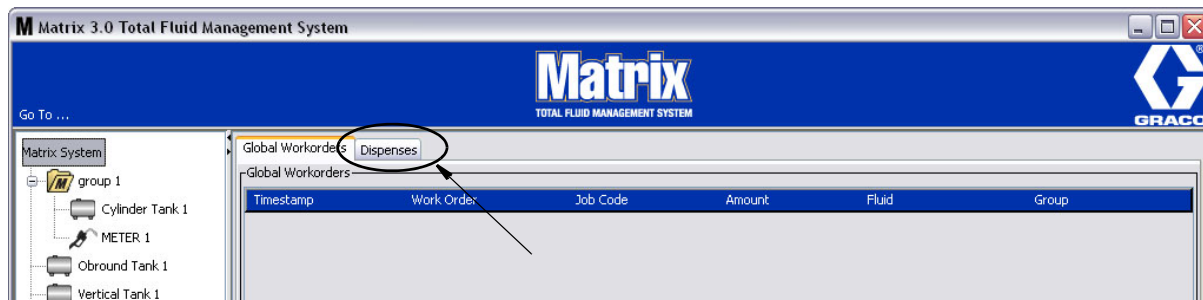 M Matrix 3.0 Total Fluid Management System
Matrix
TOTAL FLUID MANAGEMENT SYSTEM
Go To ...
GRACO
Matrix System
group 1
Cylinder Tank 1
METER 1
Obround Tank 1
Vertical Tank 1
Global Workorders Dispenses
Global Workorders
Timestamp Work Order Job Code Amount Fluid Group